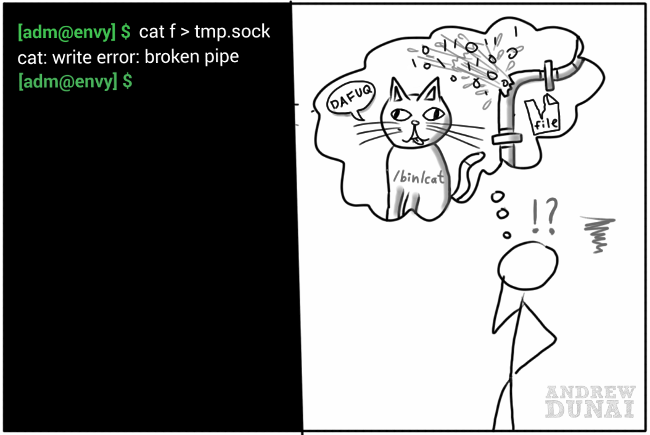 [adm@envy] $ cat f > tmp.sock
cat: write error: broken pipe
[adm@envy] $
DAFUQ
file
/bin/cat
!?
ANDREW
DUNAI